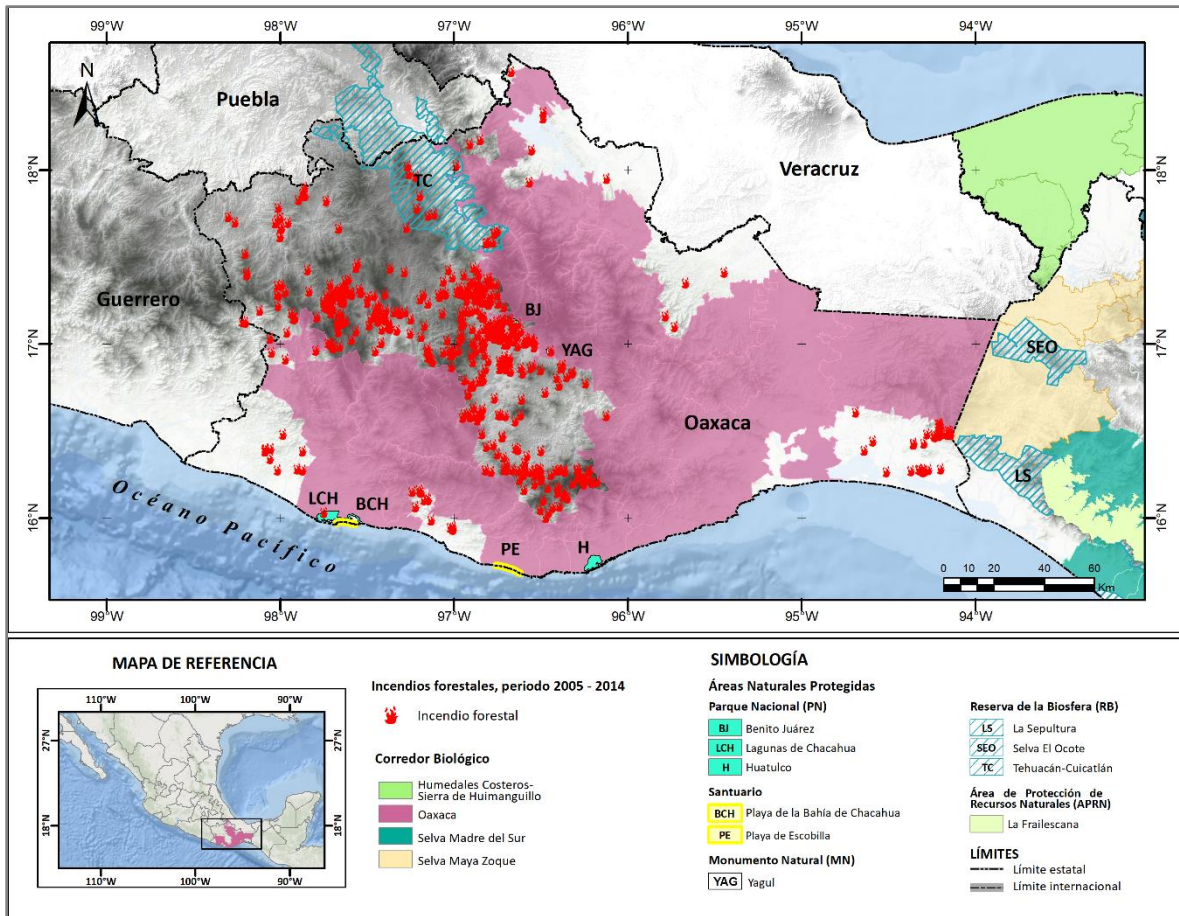 99°W 98°W 97°W 96°W 95°W 94°W
N
Puebla
Veracruz
Guerrero
Oaxaca
TC
BJ
YAG
SEO
LS
LCH
BCH
PE
H
Océano Pacífico
18°N
17°N
16°N
18°N
17°N
16°N
0 10 20 40 60
Km
99°W 98°W 97°W 96°W 95°W 94°W
MAPA DE REFERENCIA
110°W 100°W 90°W
27°N
18°N
27°N
18°N
110°W 100°W 90°W
Incendios forestales, periodo 2005 - 2014
Incendio forestal
Corredor Biológico
Humedales Costeros-
Sierra de Huimanguillo
Oaxaca
Selva Madre del Sur
Selva Maya Zoque
SIMBOLOGÍA
Áreas Naturales Protegidas
Parque Nacional (PN)
BJ Benito Juárez
LCH Lagunas de Chacahua
H Huatulco
Santuario
BCH Playa de la Bahía de Chacahua
PE Playa de Escobilla
Monumento Natural (MN)
YAG Yagul
Reserva de la Biosfera (RB)
LS La Sepultura
SEO Selva El Ocote
TC Tehuacán-Cuicatlán
Área de Protección de
Recursos Naturales (APRN)
La Frailescana
LÍMITES
Límite estatal
Límite internacional